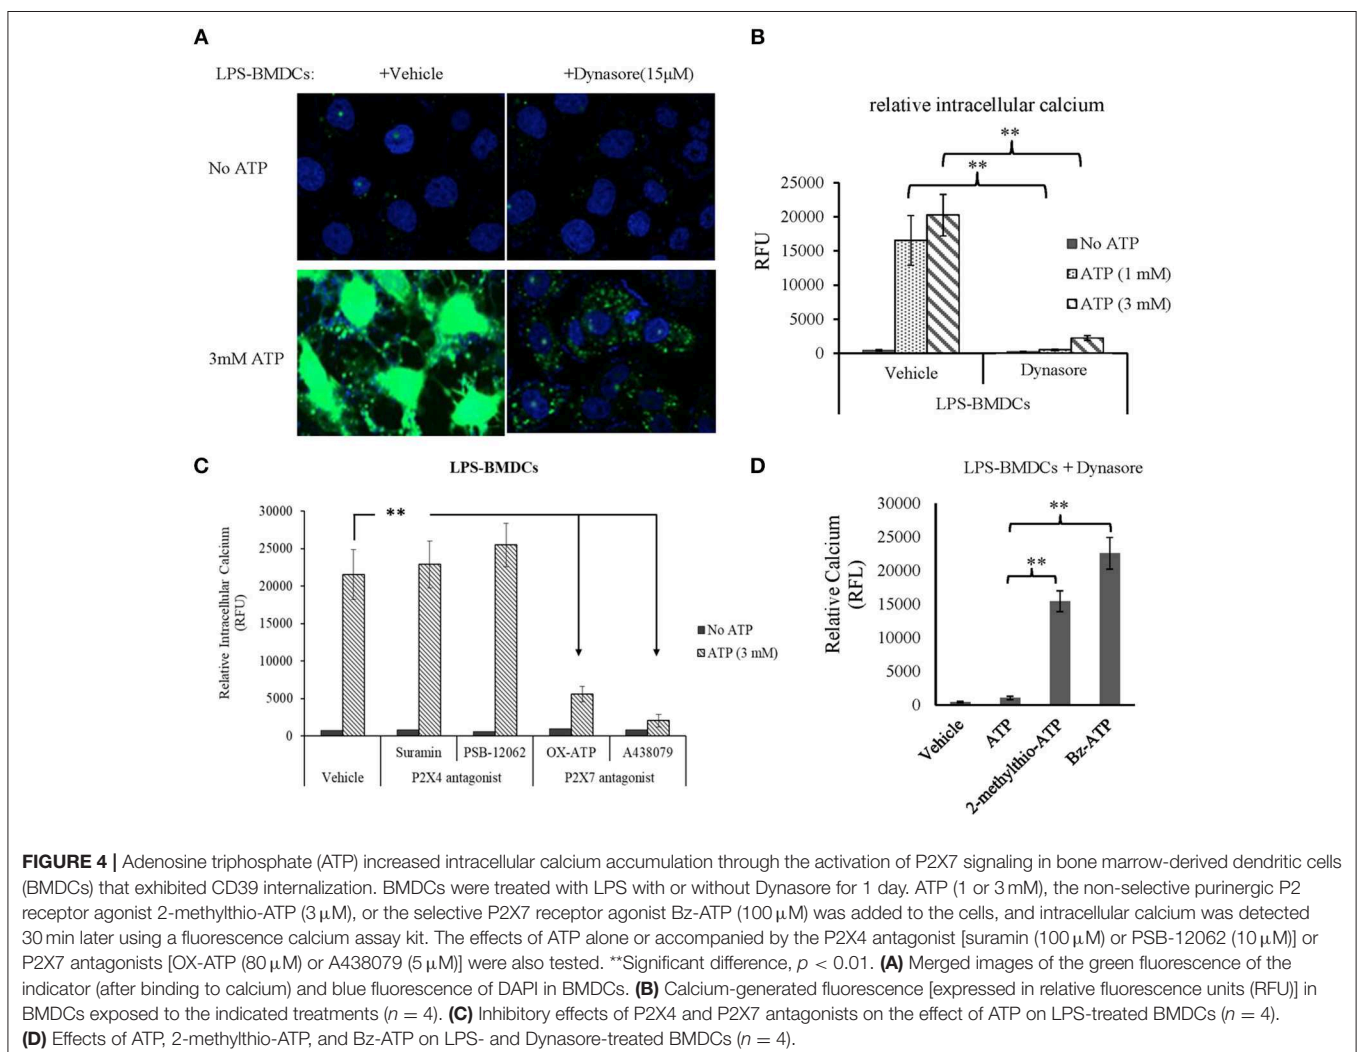 A
LPS-BMDCs:
+Vehicle
+Dynasore(15μM)
No ATP
3mM ATP
B
relative intracellular calcium
**
**
25000
20000
15000
10000
5000
0
RFU
No ATP
ATP (1 mM)
ATP (3 mM)
Vehicle
Dynasore
LPS-BMDCs
C
LPS-BMDCs
**
30000
25000
20000
15000
10000
5000
0
Relative Intracellular Calcium
(RFU)
No ATP
ATP (3 mM)
Suramin
PSB-12062
OX-ATP
A438079
Vehicle
P2X4 antagonist
P2X7 antagonist
D
LPS-BMDCs + Dynasore
**
**
30000
25000
20000
15000
10000
5000
0
Relative Calcium
(RFL)
Vehicle
ATP
2-methylthio-ATP
Bz-ATP
FIGURE 4 | Adenosine triphosphate (ATP) increased intracellular calcium accumulation through the activation of P2X7 signaling in bone marrow-derived dendritic cells
(BMDCs) that exhibited CD39 internalization. BMDCs were treated with LPS with or without Dynasore for 1 day. ATP (1 or 3 mM), the non-selective purinergic P2
receptor agonist 2-methylthio-ATP (3 μM), or the selective P2X7 receptor agonist Bz-ATP (100 μM) was added to the cells, and intracellular calcium was detected
30 min later using a fluorescence calcium assay kit. The effects of ATP alone or accompanied by the P2X4 antagonist [suramin (100 μM) or PSB-12062 (10 μM)] or
P2X7 antagonists [OX-ATP (80 μM) or A438079 (5 μM)] were also tested. **Significant difference, p < 0.01. (A) Merged images of the green fluorescence of the
indicator (after binding to calcium) and blue fluorescence of DAPI in BMDCs. (B) Calcium-generated fluorescence [expressed in relative fluorescence units (RFU)] in
BMDCs exposed to the indicated treatments (n = 4). (C) Inhibitory effects of P2X4 and P2X7 antagonists on the effect of ATP on LPS-treated BMDCs (n = 4).
(D) Effects of ATP, 2-methylthio-ATP, and Bz-ATP on LPS- and Dynasore-treated BMDCs (n = 4).